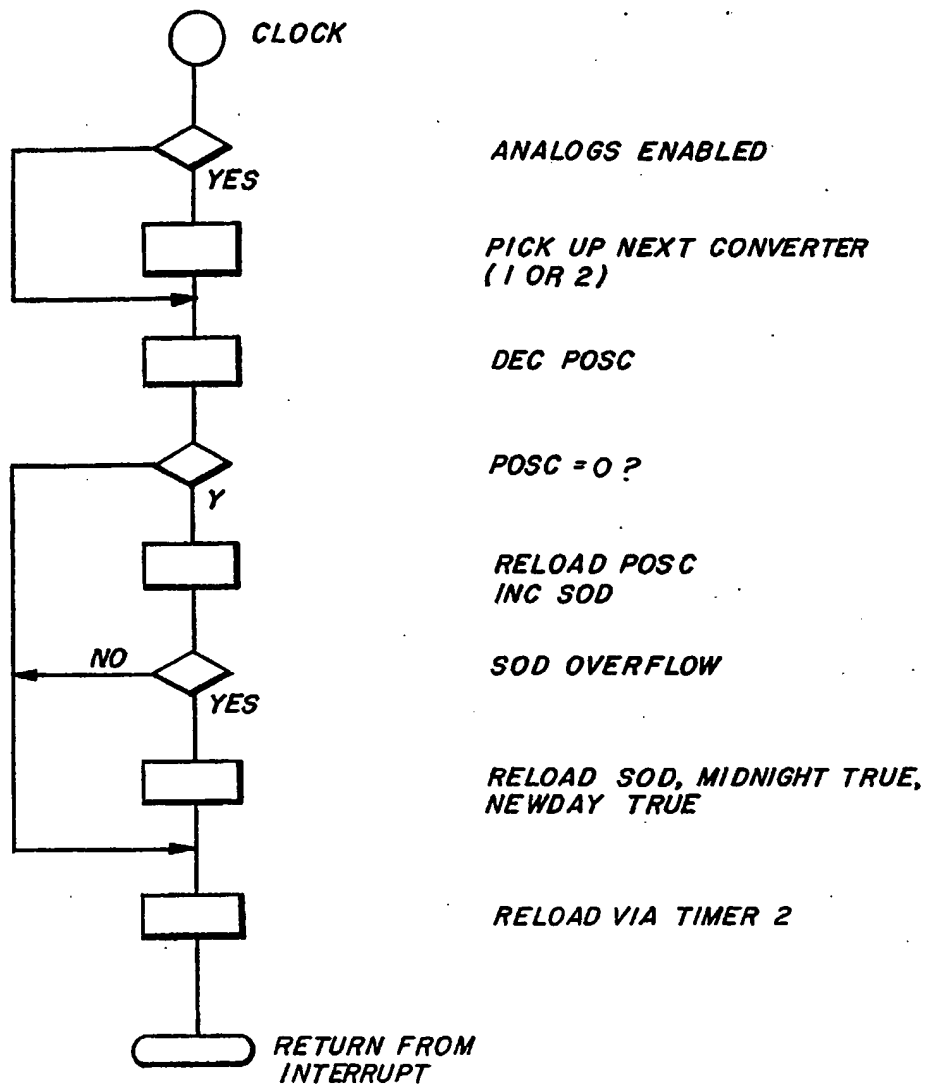 CLOCK
ANALOGS ENABLED
YES
PICK UP NEXT CONVERTER
(1 OR 2)
DEC POSC
POSC = 0 ?
Y
RELOAD POSC
INC SOD
NO
SOD OVERFLOW
YES
RELOAD SOD, MIDNIGHT TRUE,
NEWDAY TRUE
RELOAD VIA TIMER 2
RETURN FROM
INTERRUPT